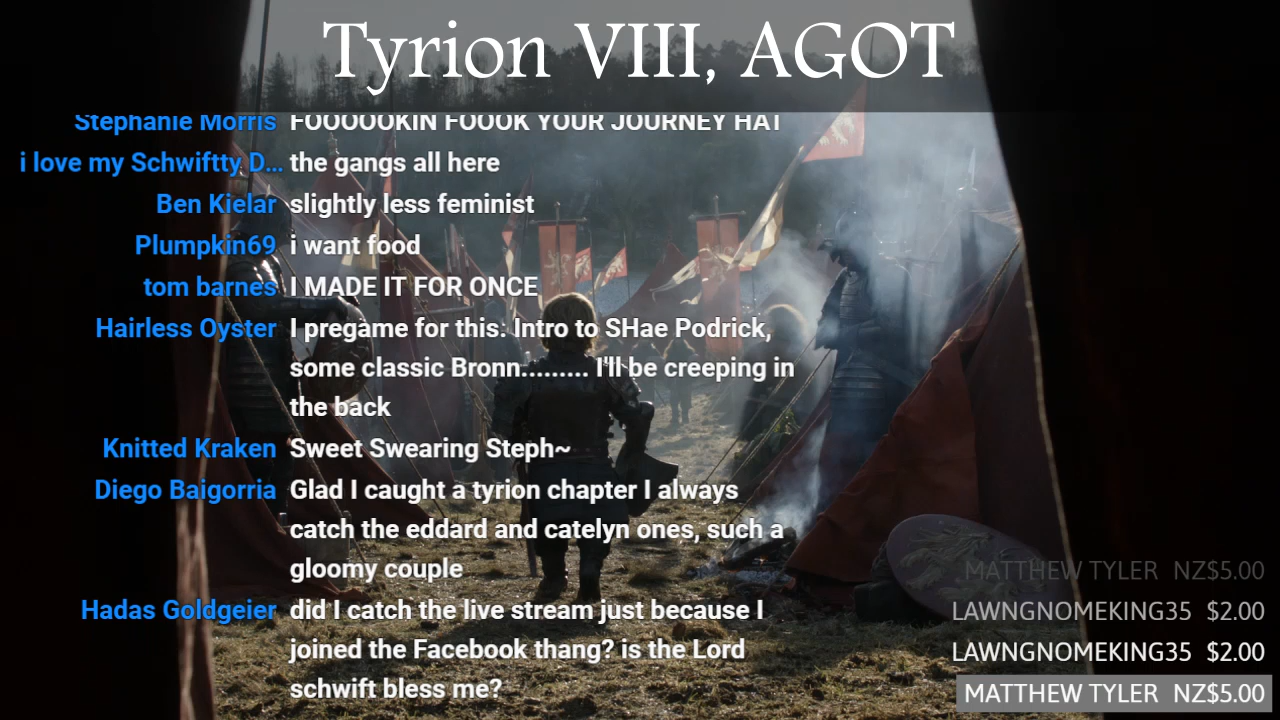 Tyrion VIII, AGOT
Stephanie Morris FOOOOOKIN FOOOK YOUR JOURNEY HAT
i love my Schwiftty D... the gangs all here
Ben Kielar slightly less feminist
Plumpkin69 i want food
tom barnes I MADE IT FOR ONCE
Hairless Oyster I pregame for this: Intro to SHae Podrick,
some classic Bronn......... I'll be creeping in
the back
Knitted Kraken Sweet Swearing Steph~
Diego Baigorria Glad I caught a tyrion chapter I always
catch the eddard and catelyn ones, such a
gloomy couple
Hadas Goldgeier did I catch the live stream just because I
joined the Facebook thang? is the Lord
schwift bless me?
MATTHEW TYLER NZ$5.00
LAWNGNOMEKING35 $2.00
LAWNGNOMEKING35 $2.00
MATTHEW TYLER NZ$5.00